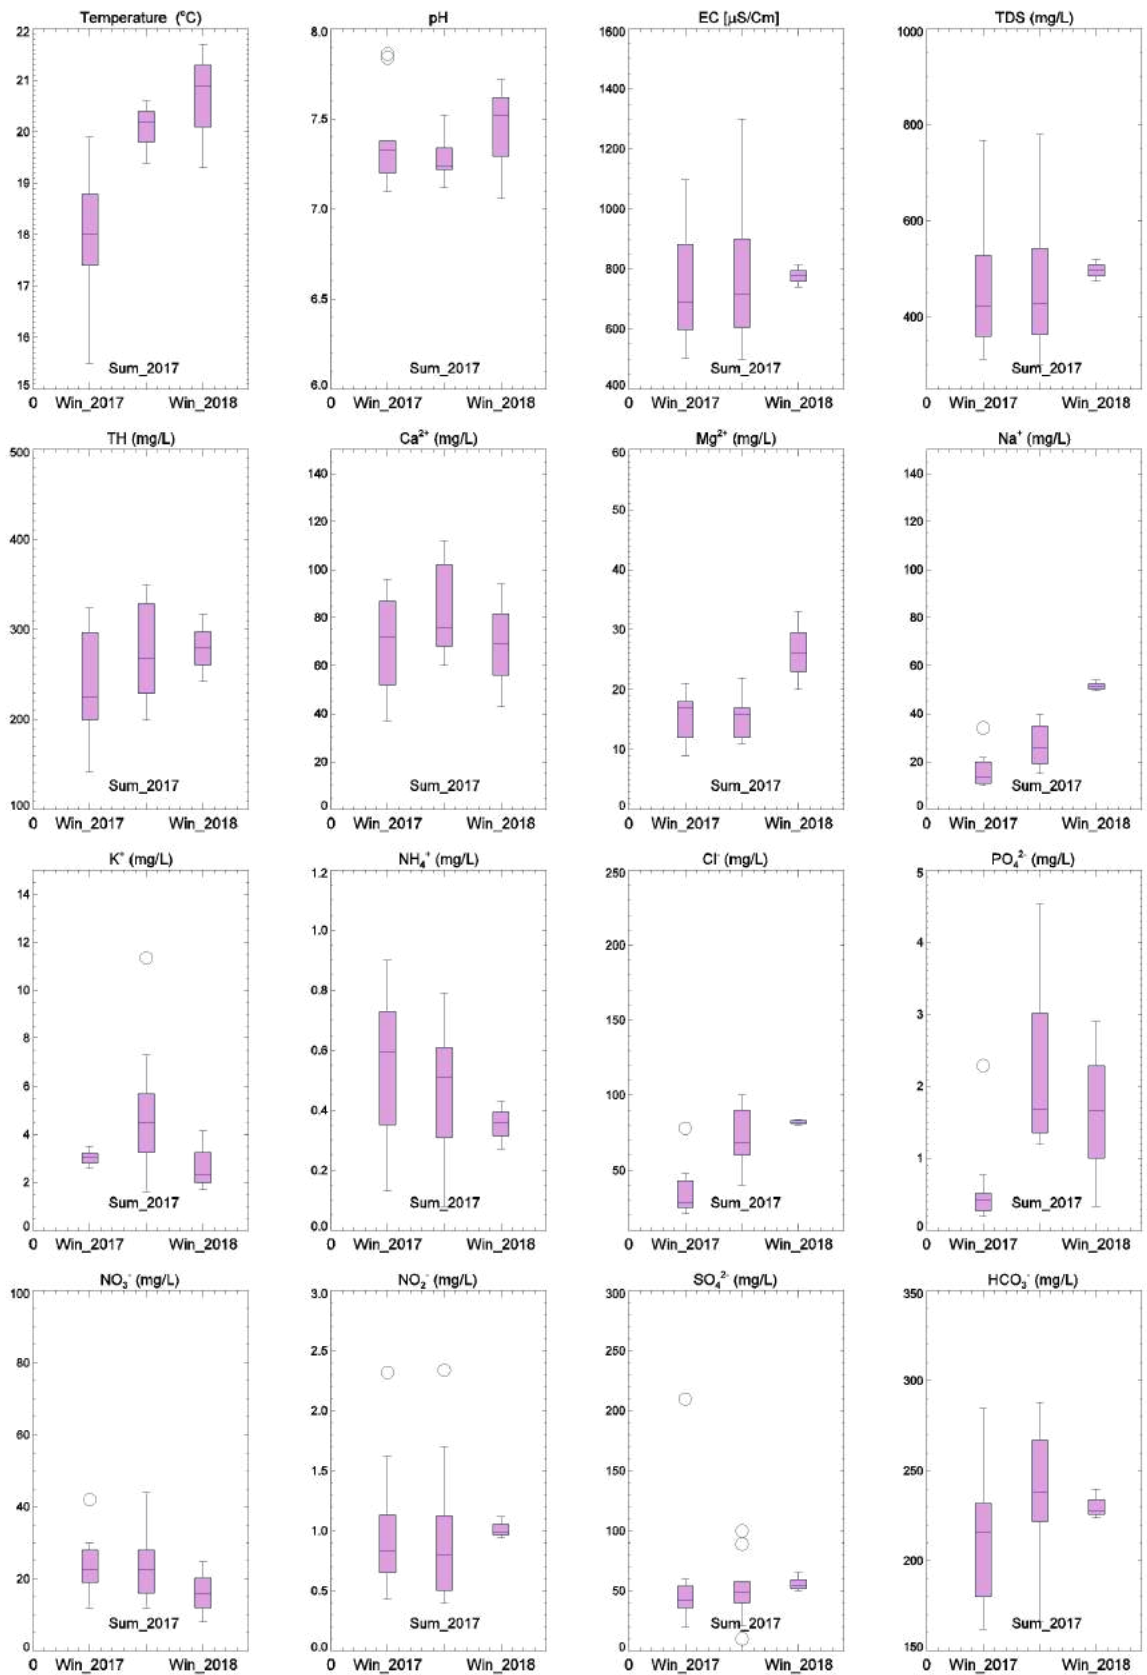 Temperature (°C)
22
21
20
19
18
17
16
15
Sum_2017
0 Win_2017 Win_2018
pH
8.0
7.5
7.0
6.5
6.0
Sum_2017
0 Win_2017 Win_2018
EC [µS/Cm]
1600
1400
1200
1000
800
600
400
Sum_2017
0 Win_2017 Win_2018
TDS (mg/L)
1000
800
600
400
Sum_2017
0 Win_2017 Win_2018
TH (mg/L)
500
400
300
200
100
Sum_2017
0 Win_2017 Win_2018
Ca²⁺ (mg/L)
140
120
100
80
60
40
20
0
Sum_2017
0 Win_2017 Win_2018
Mg²⁺ (mg/L)
60
50
40
30
20
10
0
Sum_2017
0 Win_2017 Win_2018
Na⁺ (mg/L)
140
120
100
80
60
40
20
0
Sum_2017
0 Win_2017 Win_2018
K⁺ (mg/L)
14
12
10
8
6
4
2
0
Sum_2017
0 Win_2017 Win_2018
NH₄⁺ (mg/L)
1.2
1.0
0.8
0.6
0.4
0.2
0.0
Sum_2017
0 Win_2017 Win_2018
Cl⁻ (mg/L)
250
200
150
100
50
Sum_2017
0 Win_2017 Win_2018
PO₄²⁻ (mg/L)
5
4
3
2
1
0
Sum_2017
0 Win_2017 Win_2018
NO₃⁻ (mg/L)
100
80
60
40
20
0
Sum_2017
0 Win_2017 Win_2018
NO₂⁻ (mg/L)
3.0
2.5
2.0
1.5
1.0
0.5
0.0
Sum_2017
0 Win_2017 Win_2018
SO₄²⁻ (mg/L)
300
250
200
150
100
50
0
Sum_2017
0 Win_2017 Win_2018
HCO₃⁻ (mg/L)
350
300
250
200
150
Sum_2017
0 Win_2017 Win_2018